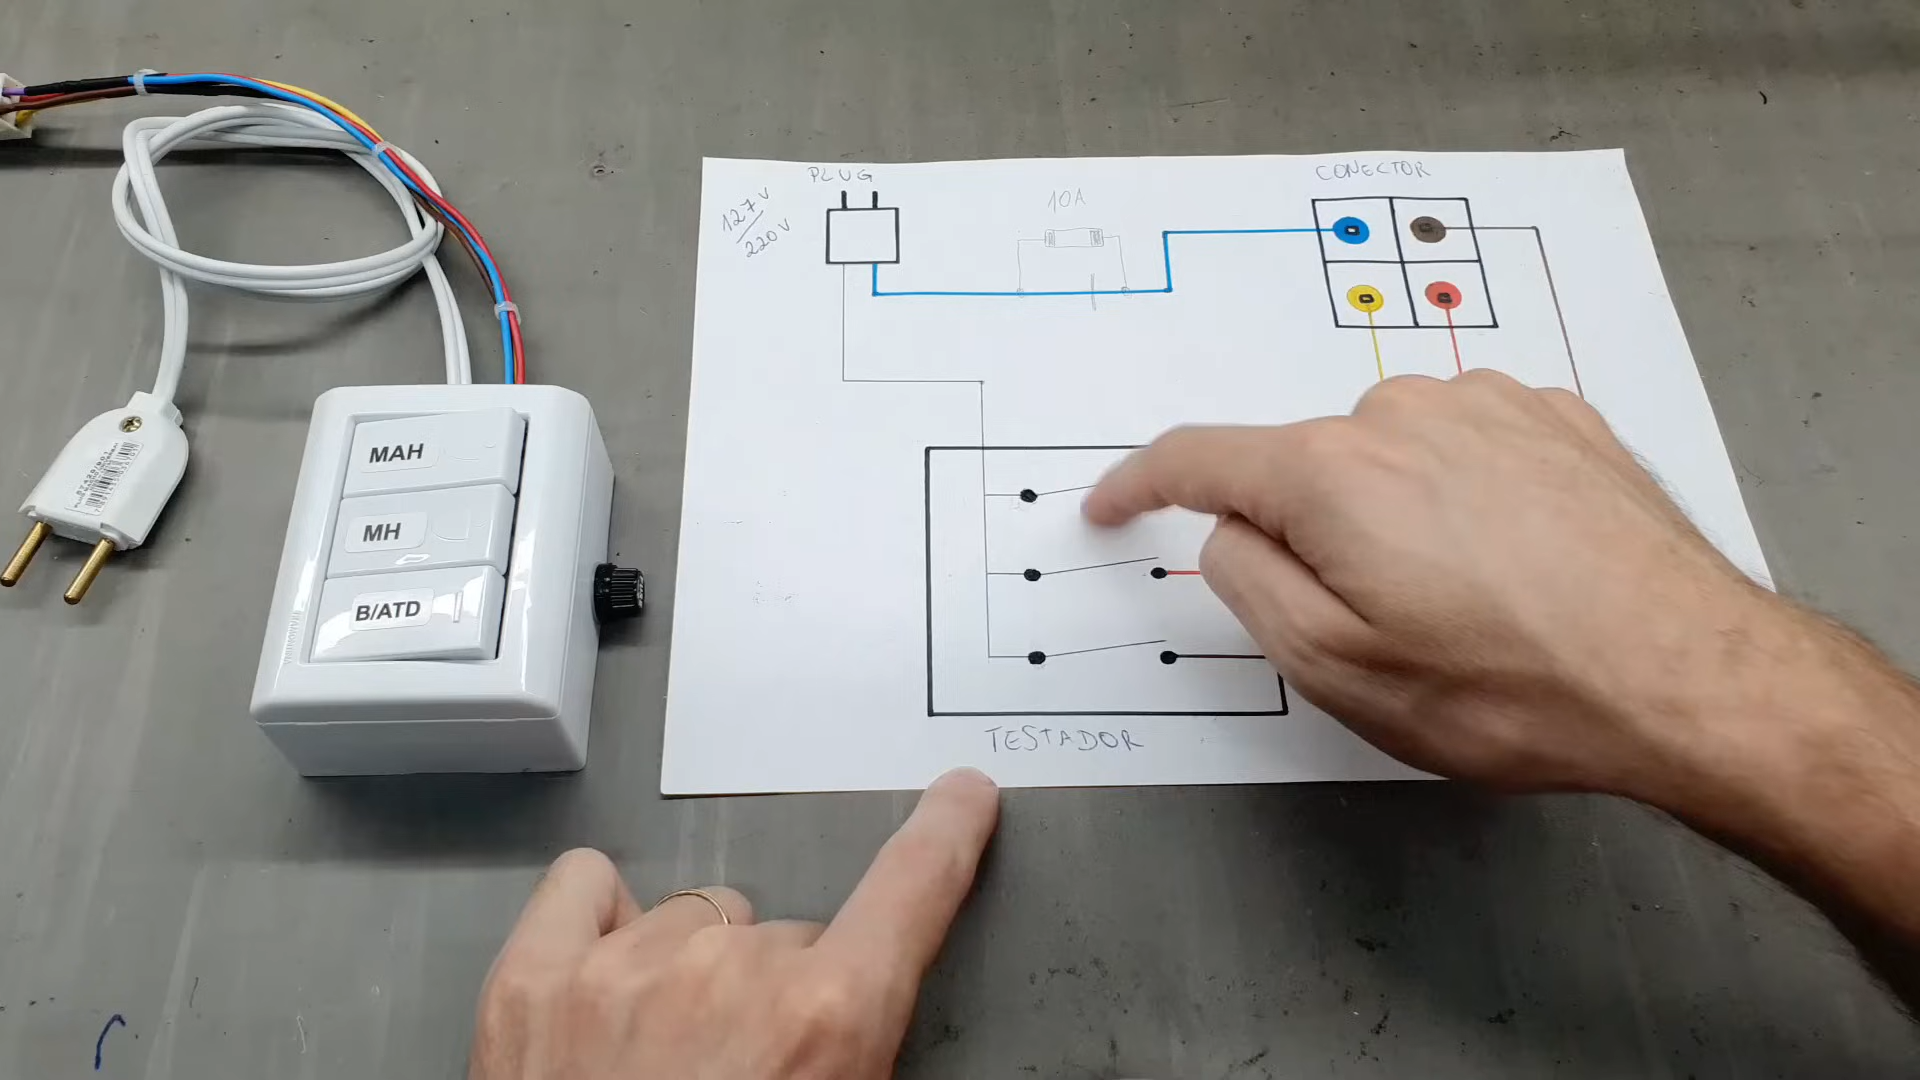 PLUG
127V
220V
10A
CONECTOR
MAH
MH
B/ATD
TESTADOR